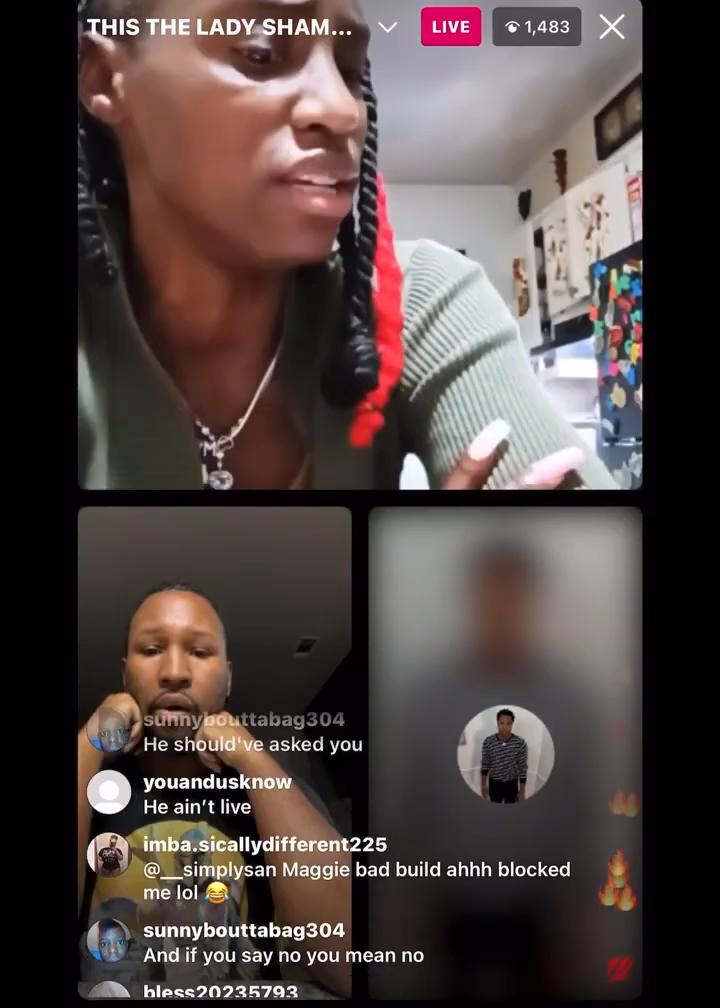 THIS THE LADY SHAM...
LIVE
1,483
sunnybouttabag304
He should've asked you
youandusknow
He ain't live
imba.sicallydifferent225
@__simplysan Maggie bad build ahhh blocked
me lol 😂
sunnybouttabag304
And if you say no you mean no
bless20235793
💯